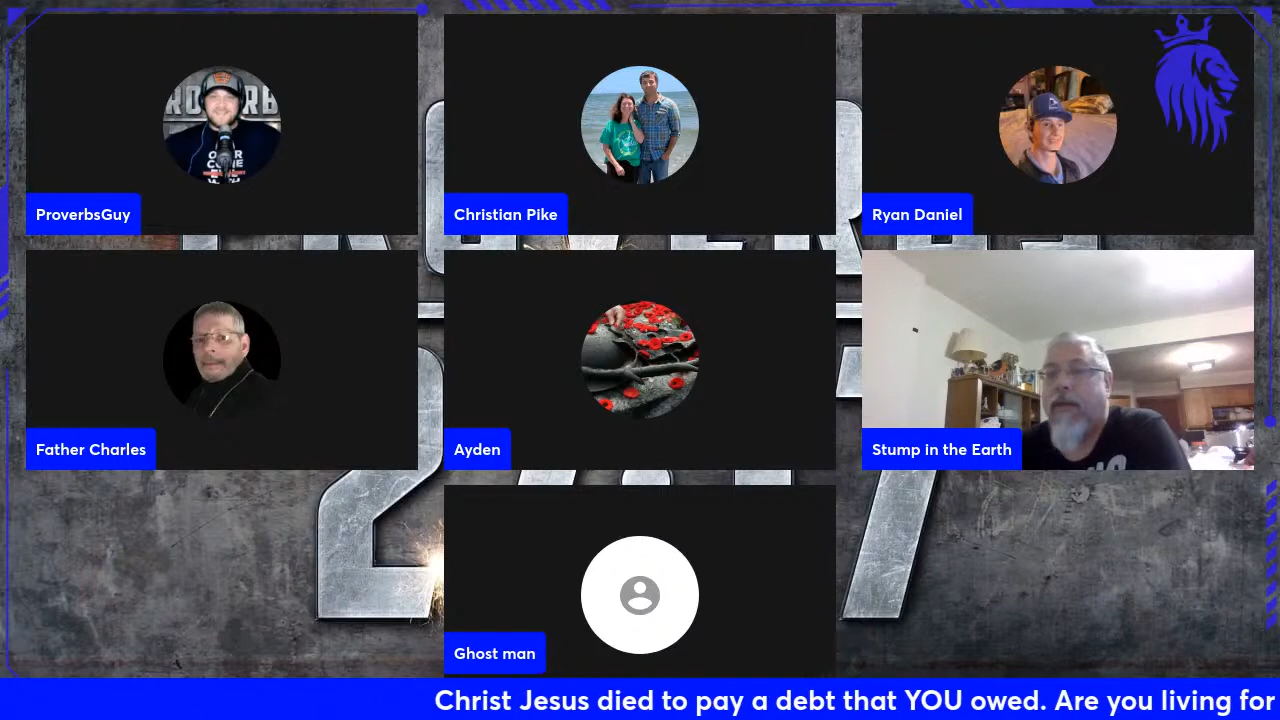 ProverbsGuy
Christian Pike
Ryan Daniel
Father Charles
Ayden
Stump in the Earth
Ghost man
Christ Jesus died to pay a debt that YOU owed. Are you living for